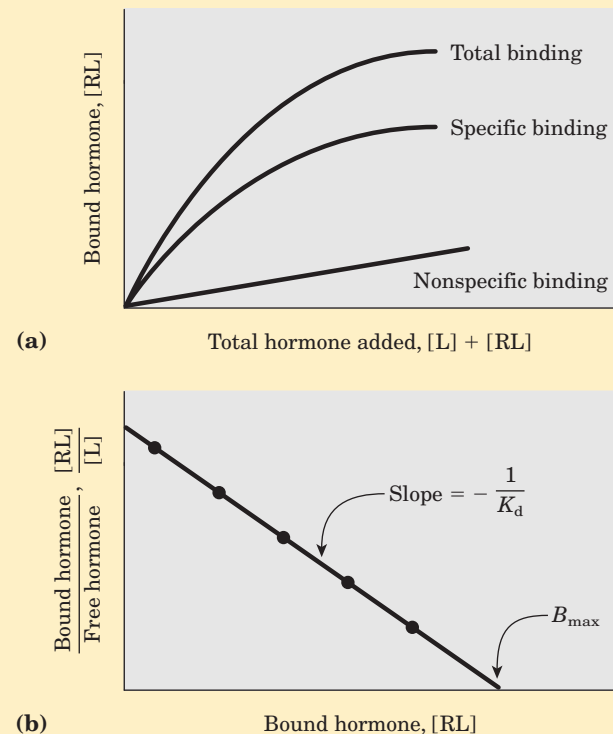 Bound hormone, [RL]
Total binding
Specific binding
Nonspecific binding
(a)
Total hormone added, [L] + [RL]
Bound hormone / Free hormone, [RL] / [L]
Slope = − 1 / Kd
Bmax
(b)
Bound hormone, [RL]